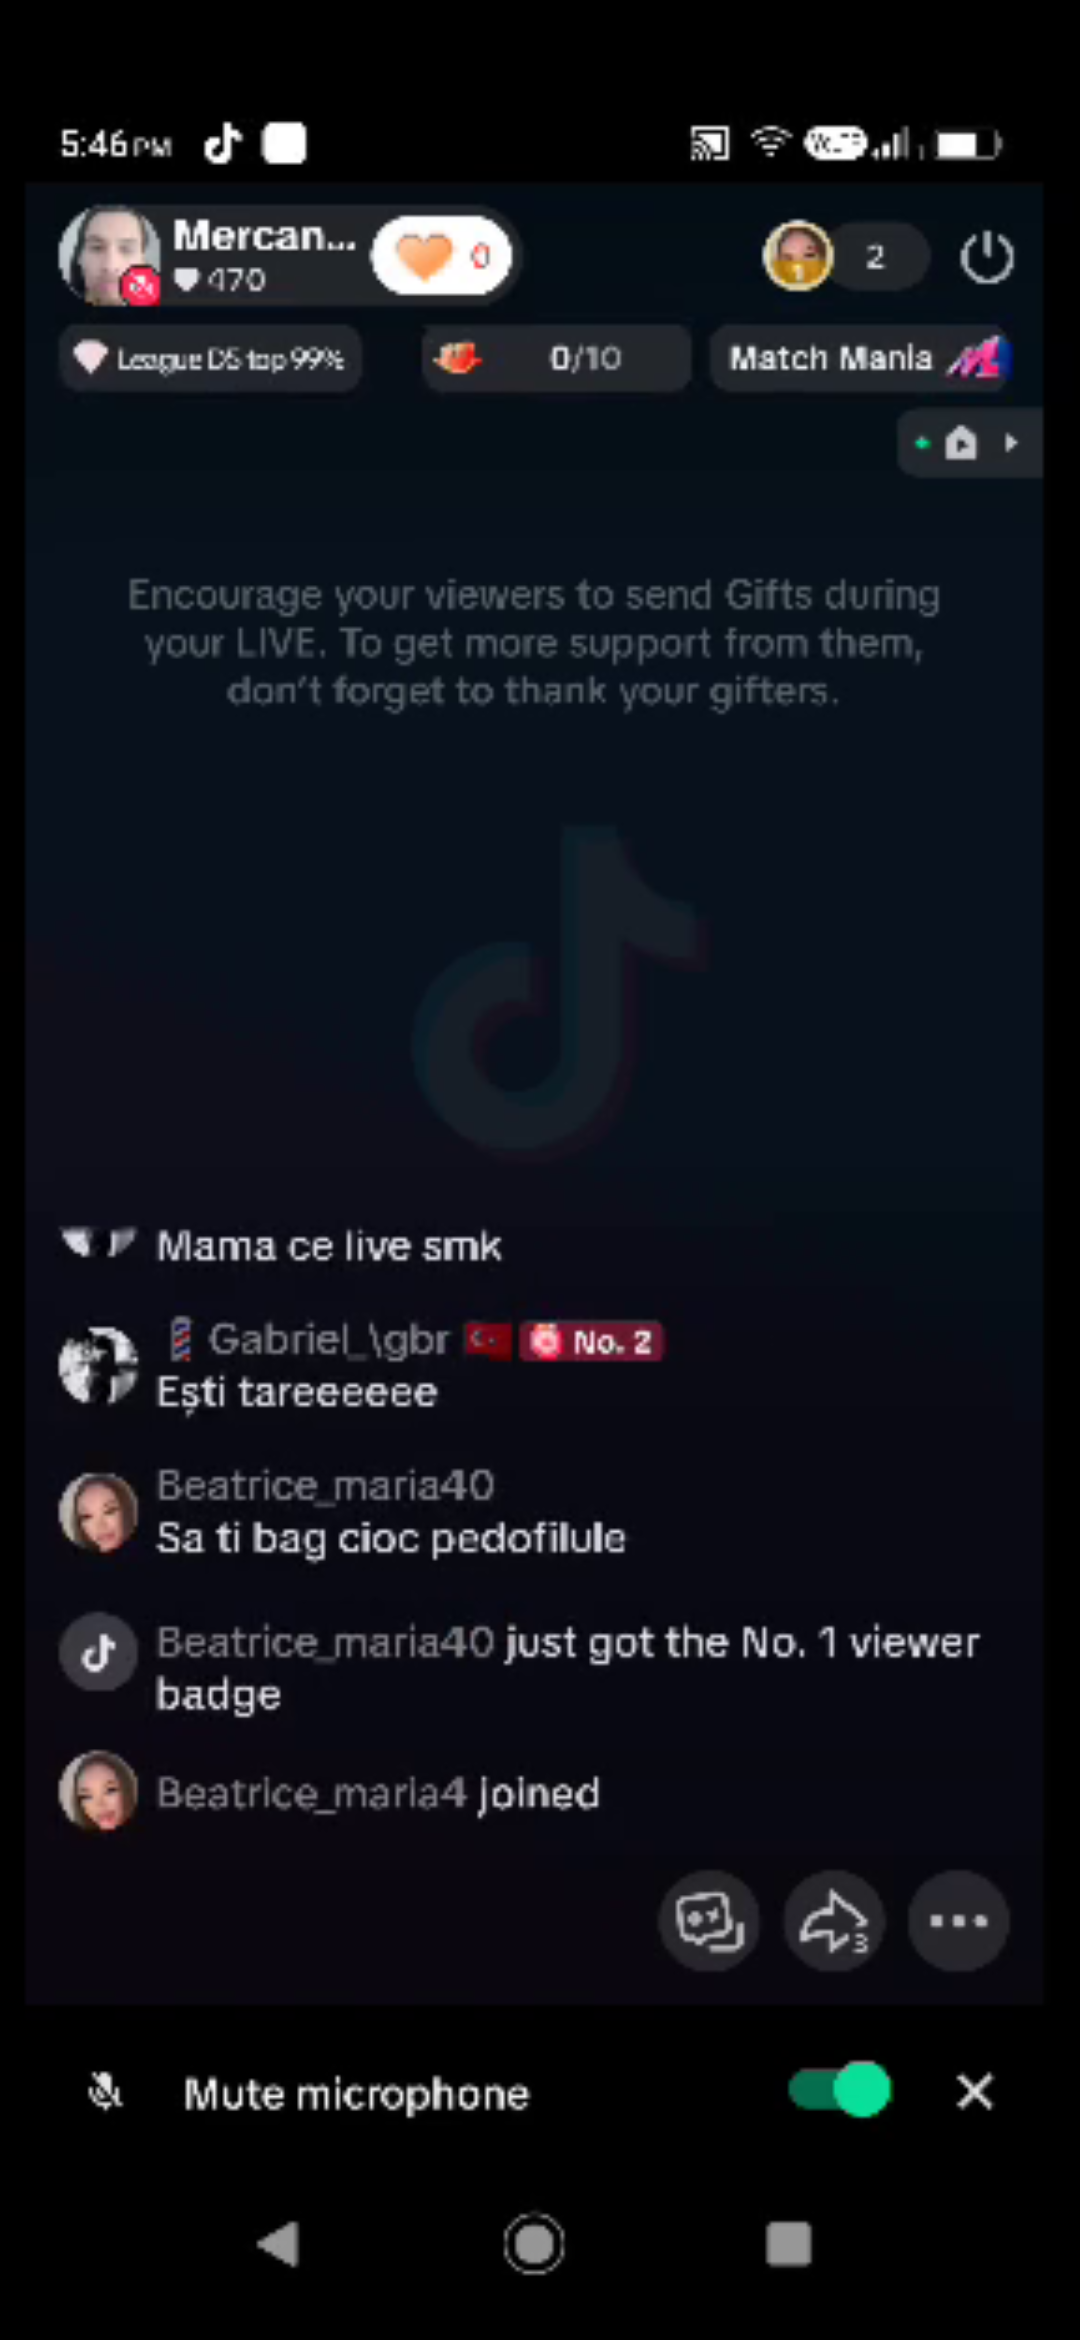 5:46 PM
Mercan...
0
470
2
League D5 top 99%
0/10
Match Mania
Encourage your viewers to send Gifts during
your LIVE. To get more support from them,
don't forget to thank your gifters.
Mama ce live smk
Gabriel_\gbr No. 2
Ești tareeeeee
Beatrice_maria40
Sa ti bag cioc pedofilule
Beatrice_maria40 just got the No. 1 viewer
badge
Beatrice_maria4 joined
3
Mute microphone